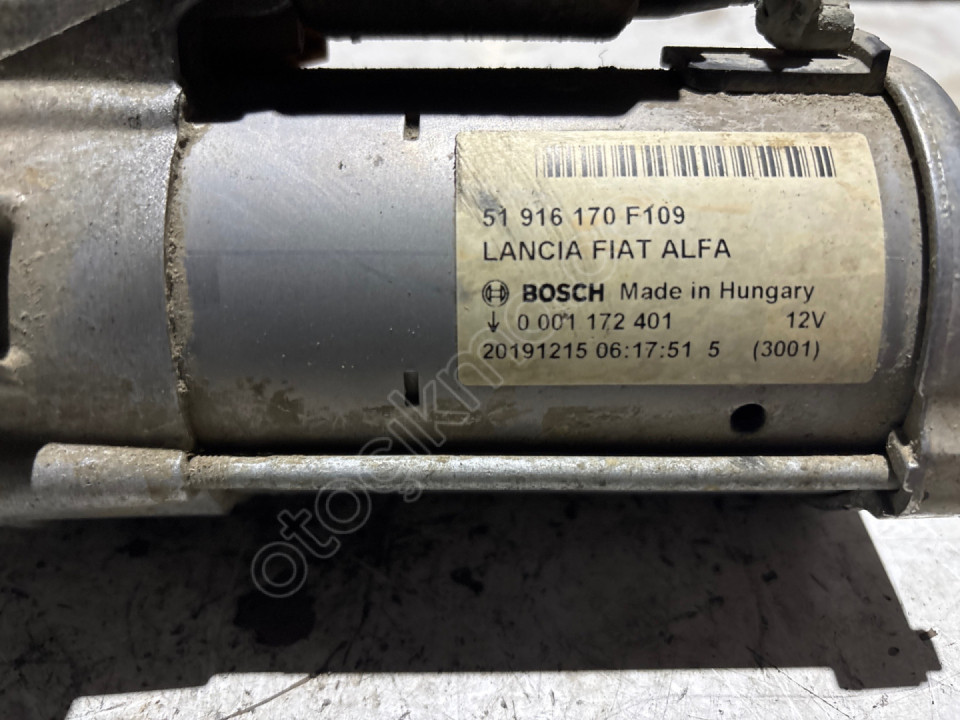 51 916 170 F109
LANCIA FIAT ALFA
BOSCH Made in Hungary
↓ 0 001 172 401 12V
20191215 06:17:51 5 (3001)